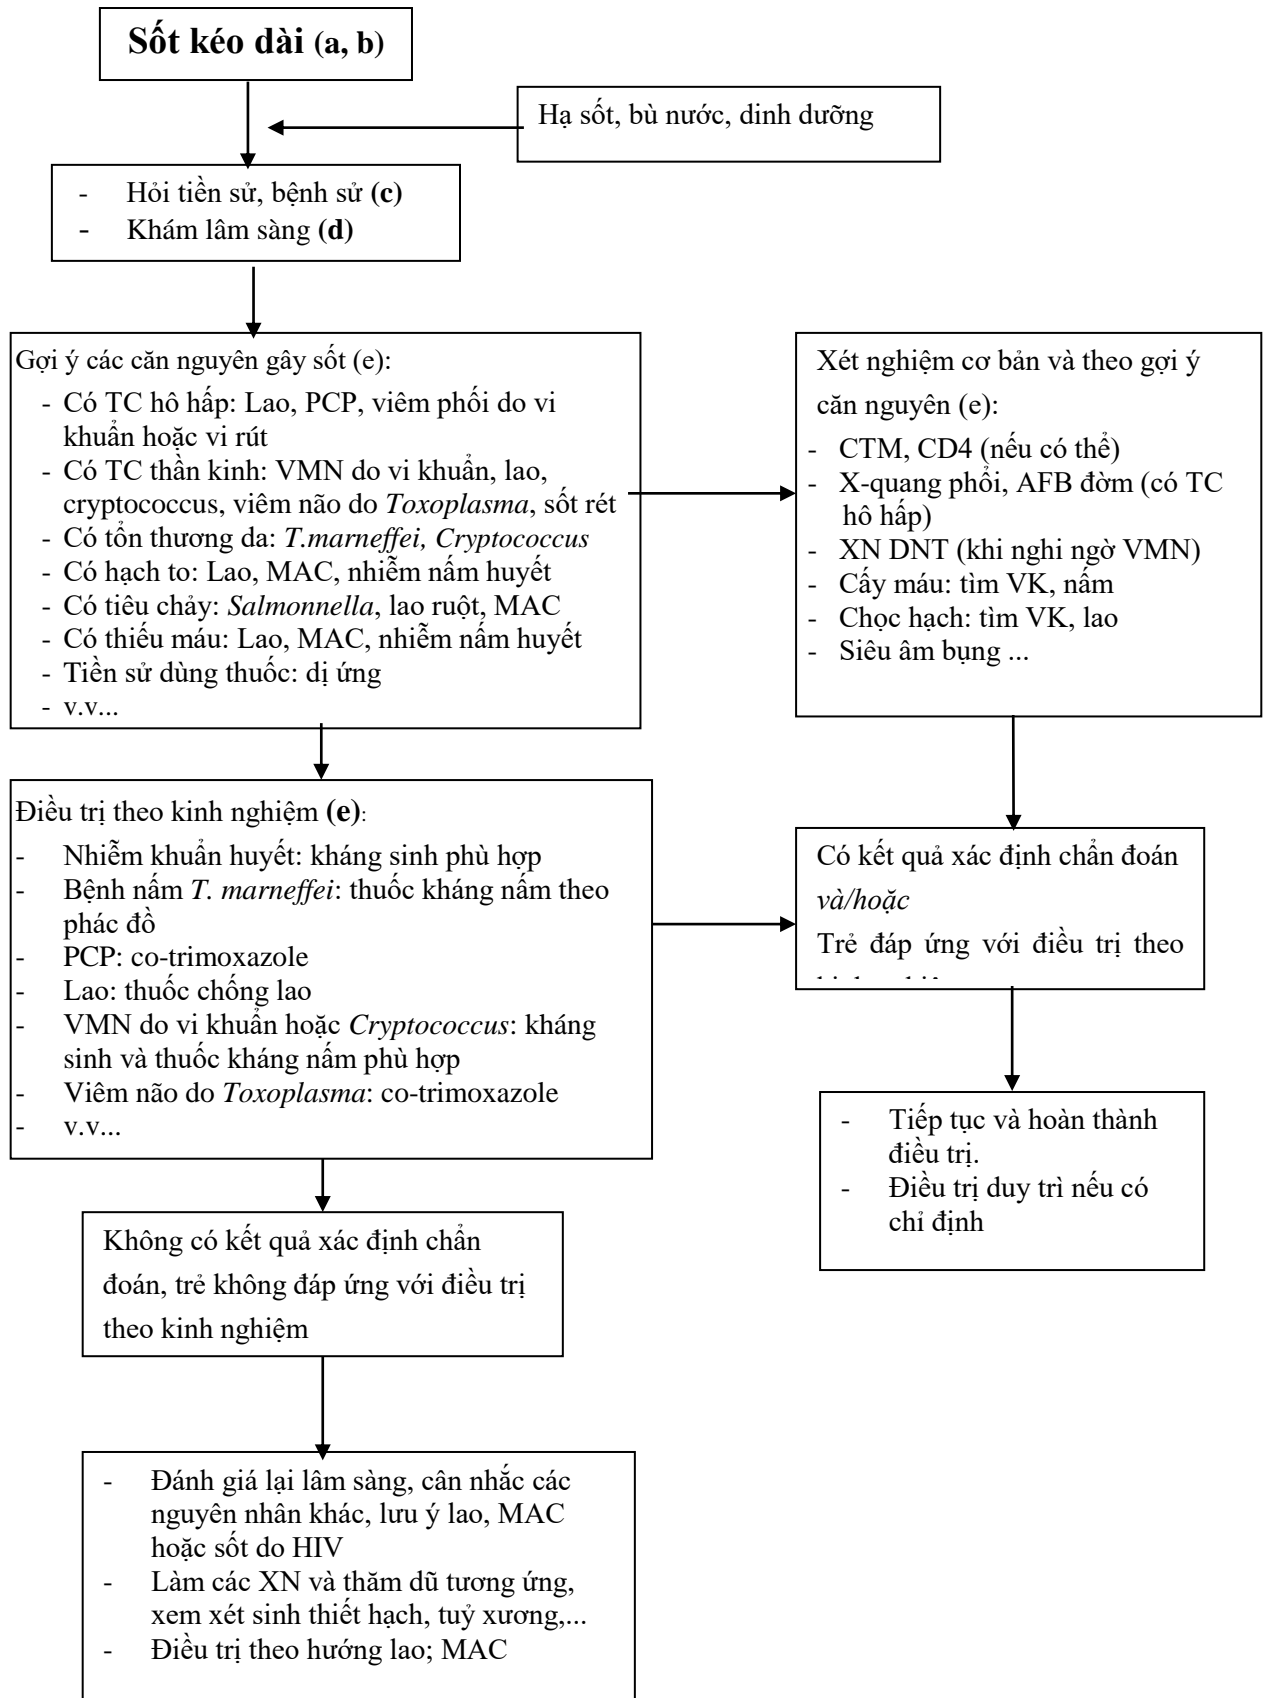 Sốt kéo dài (a, b)
Hạ sốt, bù nước, dinh dưỡng
- Hỏi tiền sử, bệnh sử (c)
- Khám lâm sàng (d)
Gợi ý các căn nguyên gây sốt (e):
- Có TC hô hấp: Lao, PCP, viêm phổi do vi
khuẩn hoặc vi rút
- Có TC thần kinh: VMN do vi khuẩn, lao,
cryptococcus, viêm não do Toxoplasma, sốt rét
- Có tổn thương da: T.marneffei, Cryptococcus
- Có hạch to: Lao, MAC, nhiễm nấm huyết
- Có tiêu chảy: Salmonnella, lao ruột, MAC
- Có thiếu máu: Lao, MAC, nhiễm nấm huyết
- Tiền sử dùng thuốc: dị ứng
- v.v...
Xét nghiệm cơ bản và theo gợi ý
căn nguyên (e):
- CTM, CD4 (nếu có thể)
- X-quang phổi, AFB đờm (có TC
hô hấp)
- XN DNT (khi nghi ngờ VMN)
- Cấy máu: tìm VK, nấm
- Chọc hạch: tìm VK, lao
- Siêu âm bụng ...
Điều trị theo kinh nghiệm (e):
- Nhiễm khuẩn huyết: kháng sinh phù hợp
- Bệnh nấm T. marneffei: thuốc kháng nấm theo
phác đồ
- PCP: co-trimoxazole
- Lao: thuốc chống lao
- VMN do vi khuẩn hoặc Cryptococcus: kháng
sinh và thuốc kháng nấm phù hợp
- Viêm não do Toxoplasma: co-trimoxazole
- v.v...
Có kết quả xác định chẩn đoán
và/hoặc
Trẻ đáp ứng với điều trị theo
- Tiếp tục và hoàn thành
điều trị.
- Điều trị duy trì nếu có
chỉ định
Không có kết quả xác định chẩn
đoán, trẻ không đáp ứng với điều trị
theo kinh nghiệm
- Đánh giá lại lâm sàng, cân nhắc các
nguyên nhân khác, lưu ý lao, MAC
hoặc sốt do HIV
- Làm các XN và thăm dũ tương ứng,
xem xét sinh thiết hạch, tuỷ xương,...
- Điều trị theo hướng lao; MAC